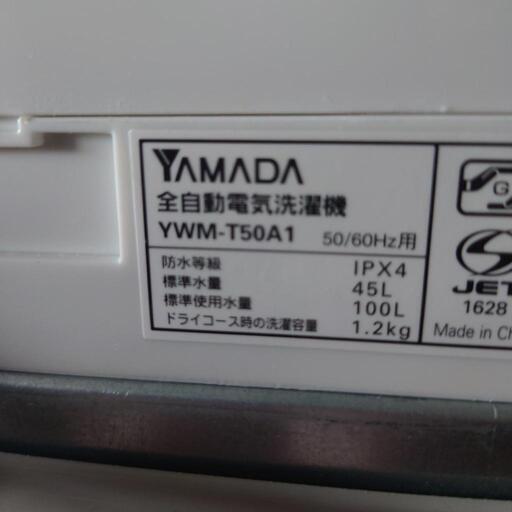 YAMADA
全自動電気洗濯機
YWM-T50A1 50/60Hz用
防水等級 IPX4
標準水量 45L
標準使用水量 100L
ドライコース時の洗濯容量 1.2kg
G
JET
1628
Made in Ch